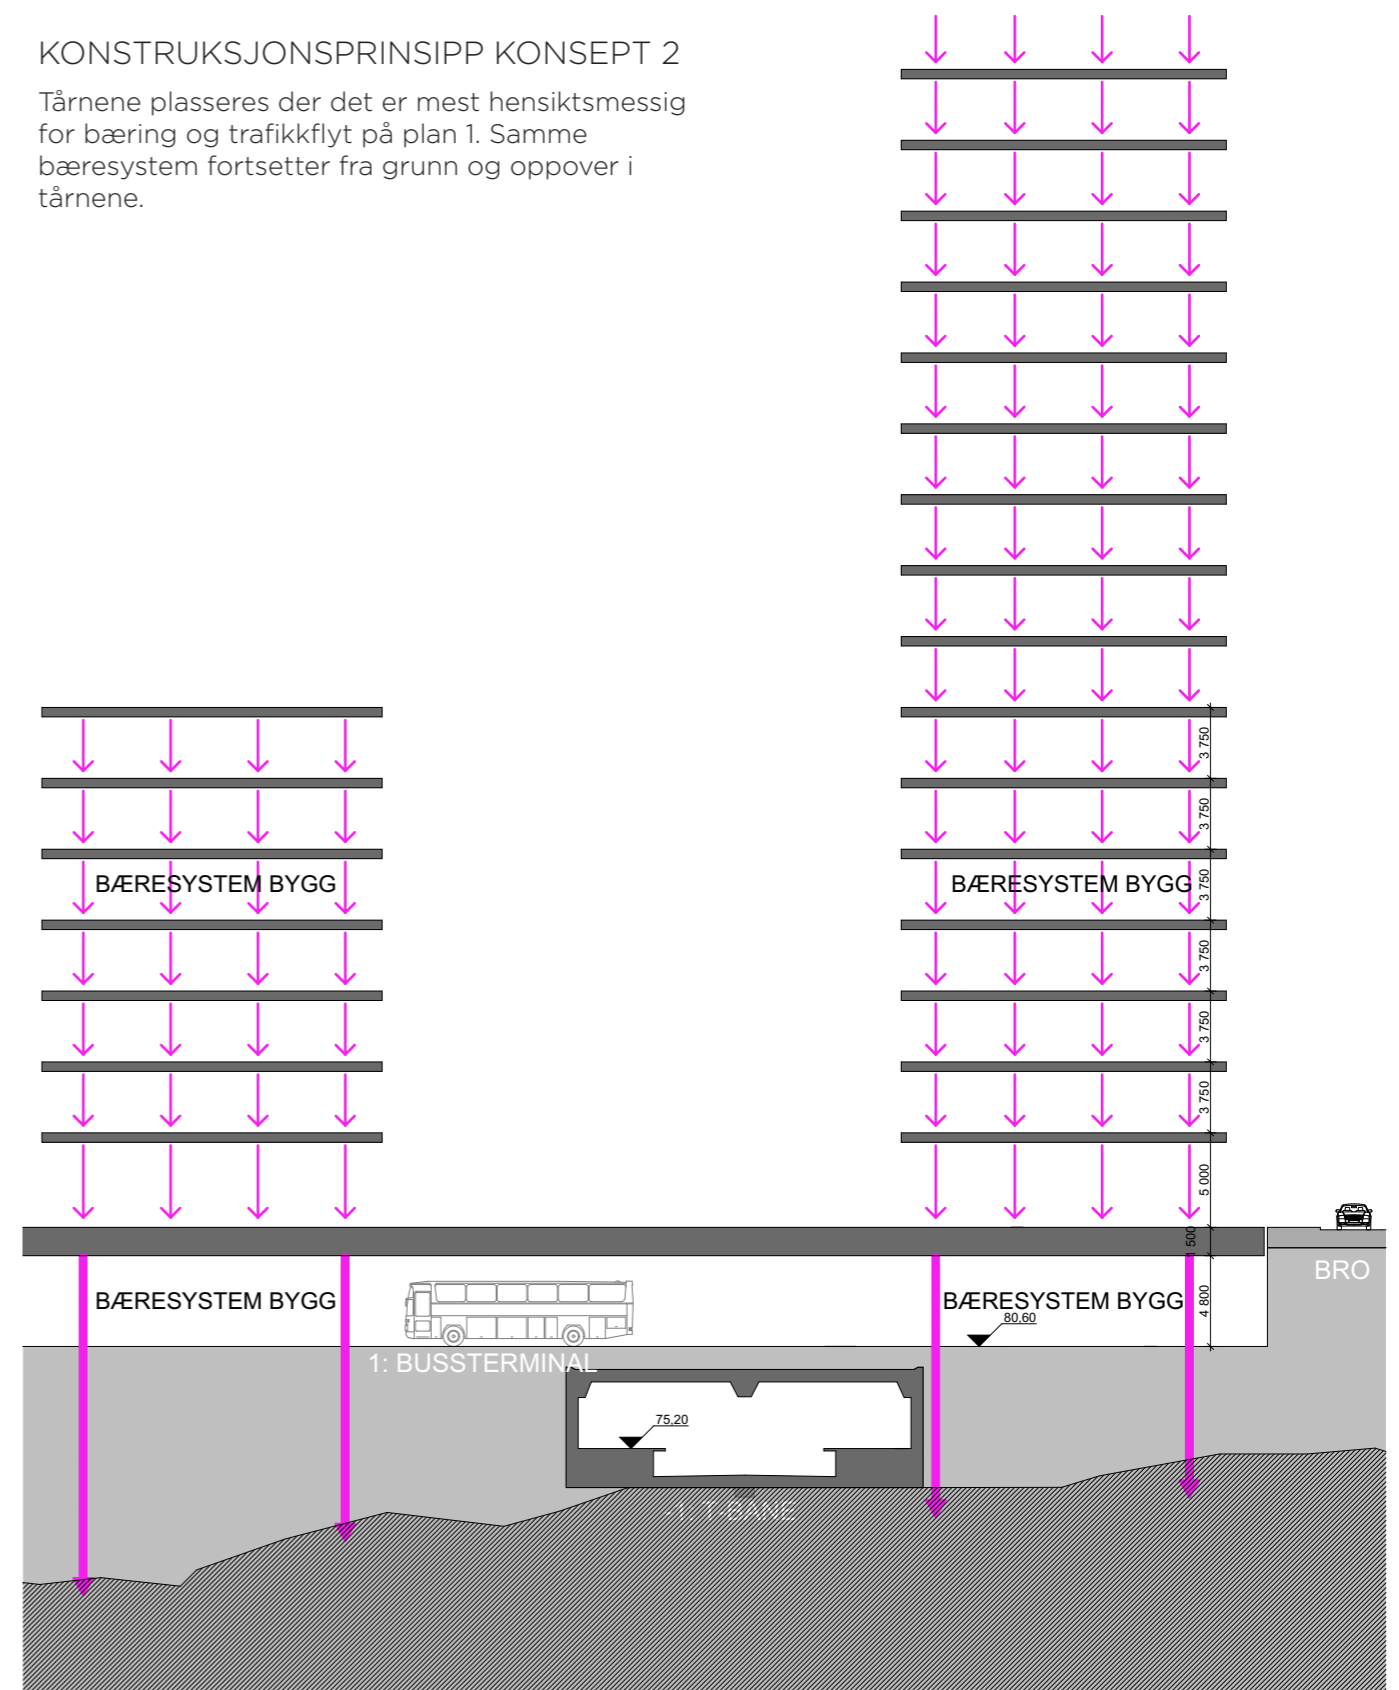 KONSTRUKSJONSPRINSIPP KONSEPT 2
Tårnene plasseres der det er mest hensiktsmessig
for bæring og trafikkflyt på plan 1. Samme
bæresystem fortsetter fra grunn og oppover i
tårnene.
3 750
3 750
BÆRESYSTEM BYGG
BÆRESYSTEM BYGG
3 750
3 750
3 750
3 750
5 000
1 500
BRO
BÆRESYSTEM BYGG
BÆRESYSTEM BYGG
4 800
80,60
1: BUSSTERMINAL
75,20
-1: T-BANE